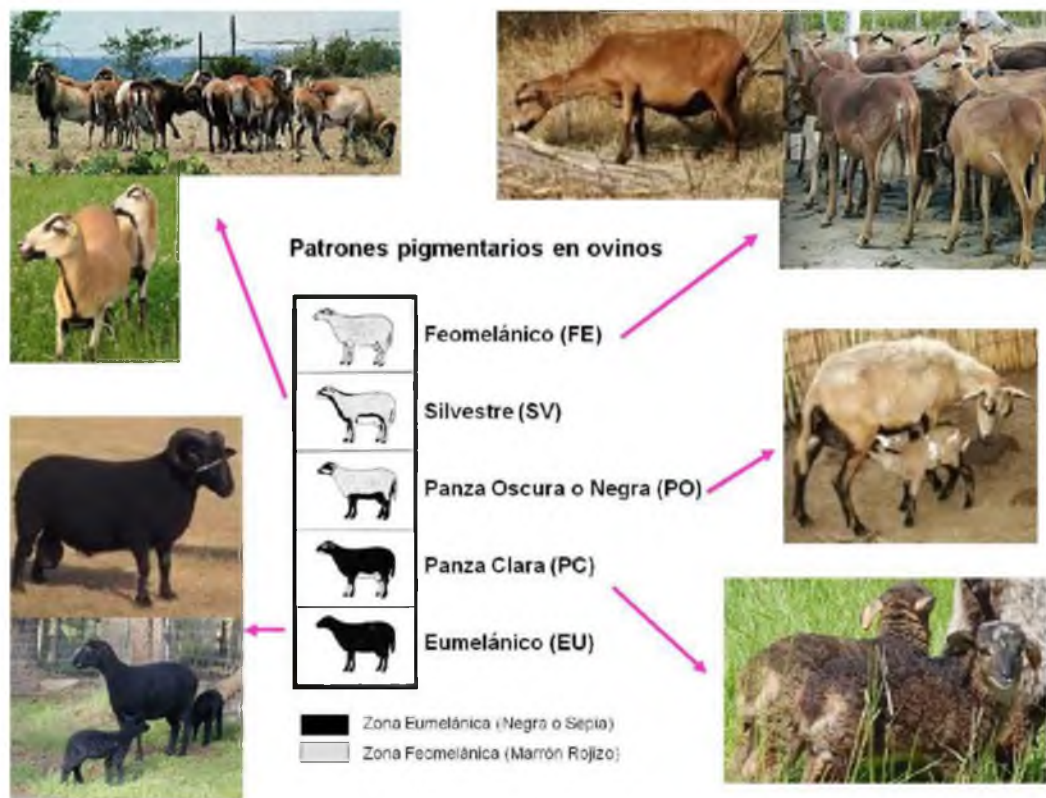 Patrones pigmentarios en ovinos
Feomelánico (FE)
Silvestre (SV)
Panza Oscura o Negra (PO)
Panza Clara (PC)
Eumelánico (EU)
Zona Eumelánica (Negra o Sepia)
Zona Feomelánica (Marrón Rojizo)